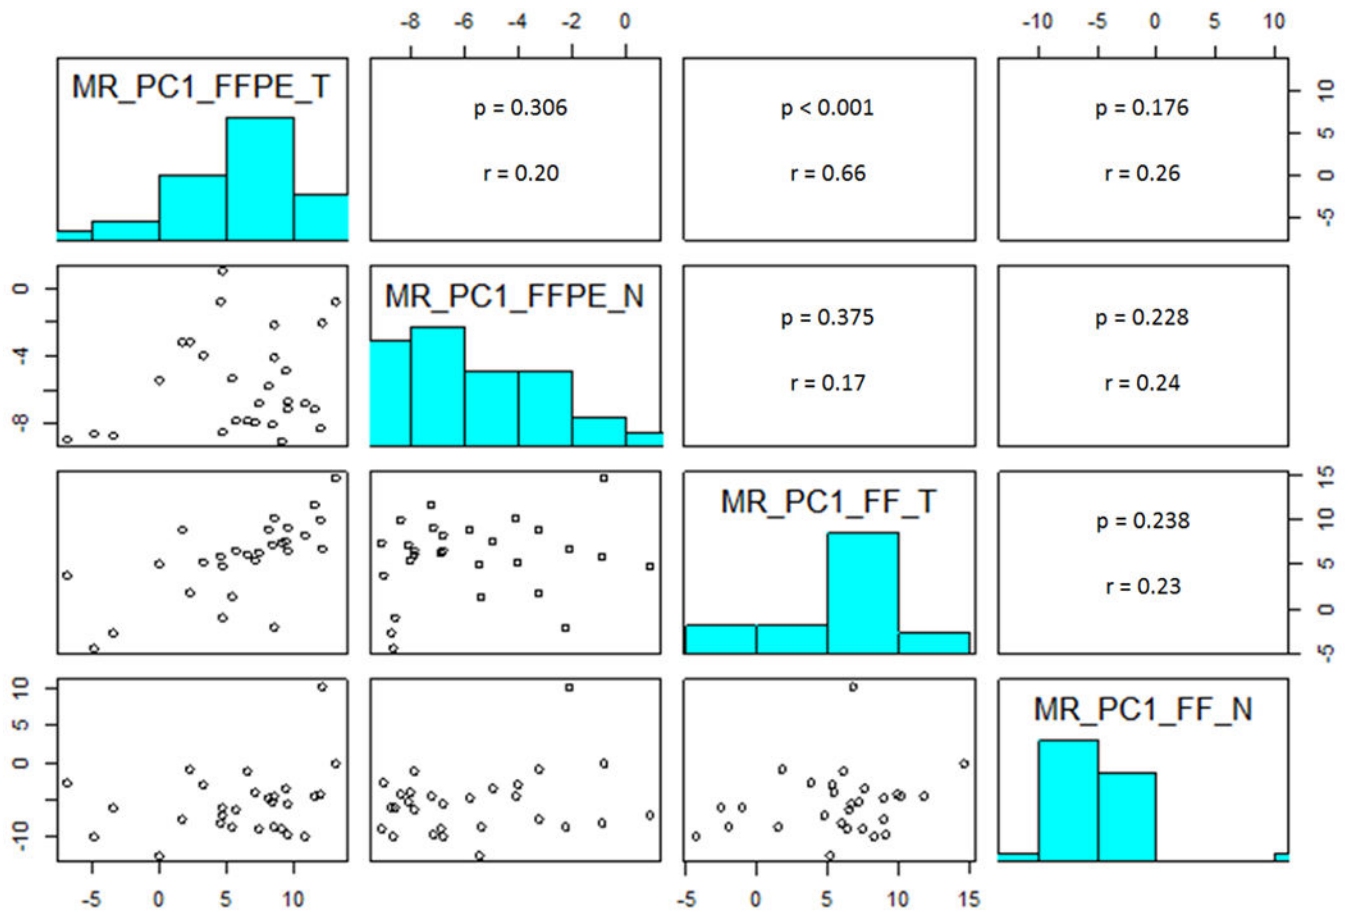 -8 -6 -4 -2 0
-10 -5 0 5 10
MR_PC1_FFPE_T
p = 0.306
r = 0.20
p < 0.001
r = 0.66
p = 0.176
r = 0.26
10
5
0
-5
0
-4
-8
MR_PC1_FFPE_N
p = 0.375
r = 0.17
p = 0.228
r = 0.24
MR_PC1_FF_T
p = 0.238
r = 0.23
15
10
5
0
-5
10
5
0
-10
MR_PC1_FF_N
-5 0 5 10
-5 0 5 10 15